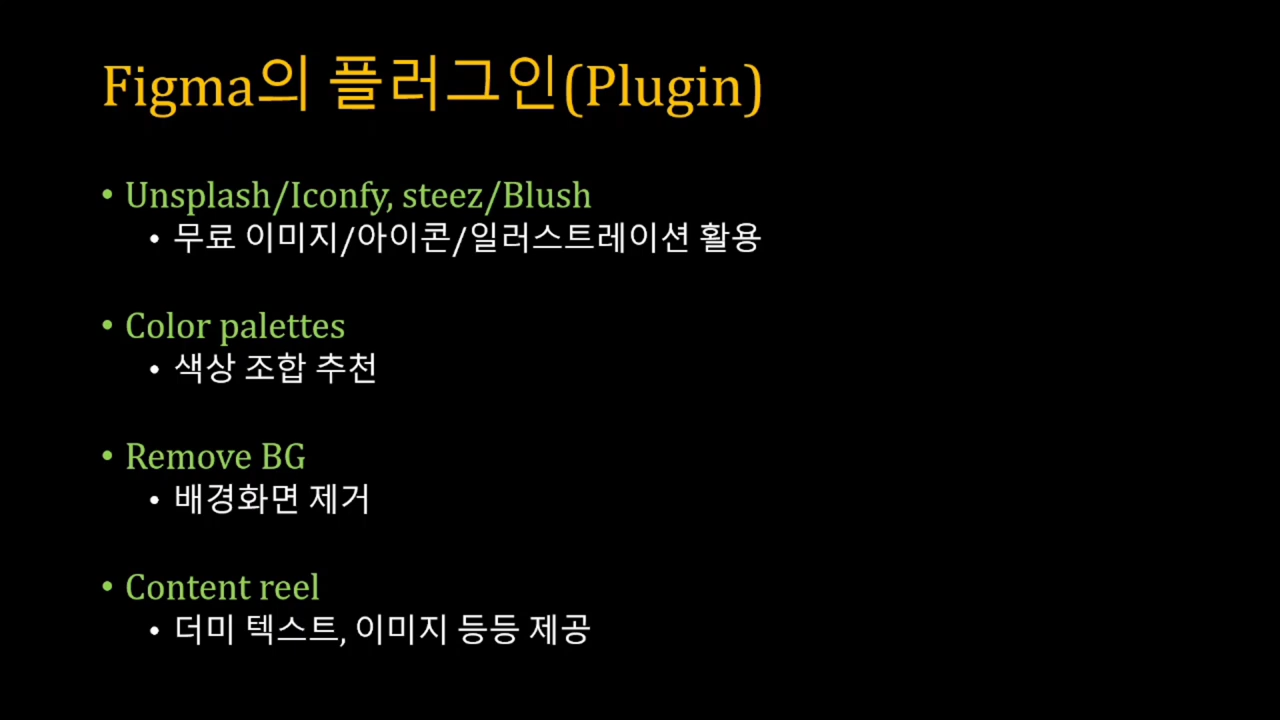 Figma의 플러그인(Plugin)
• Unsplash/Iconfy, steez/Blush
• 무료 이미지/아이콘/일러스트레이션 활용
• Color palettes
• 색상 조합 추천
• Remove BG
• 배경화면 제거
• Content reel
• 더미 텍스트, 이미지 등등 제공